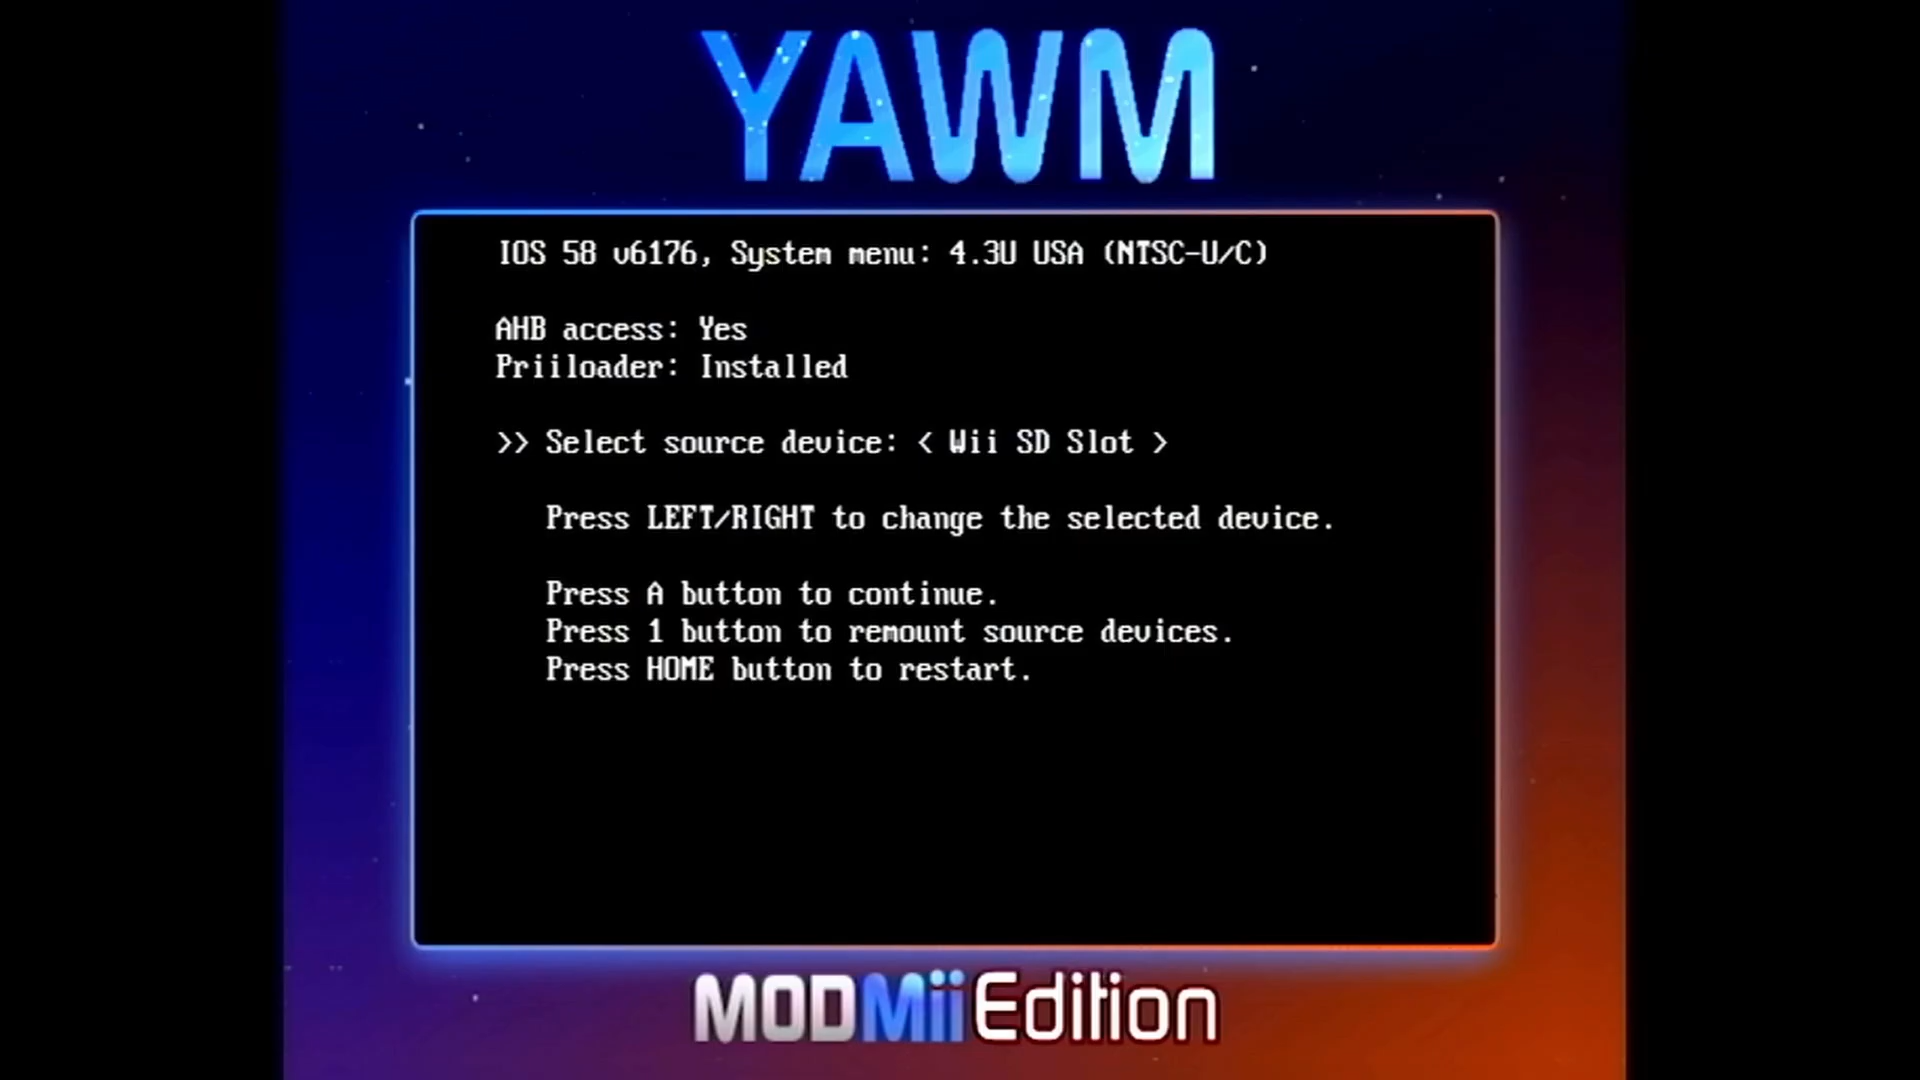 YAWM
IOS 58 v6176, System menu: 4.3U USA (NTSC-U/C)
AHB access: Yes
Priiloader: Installed
>> Select source device: < Wii SD Slot >
Press LEFT/RIGHT to change the selected device.
Press A button to continue.
Press 1 button to remount source devices.
Press HOME button to restart.
MODMii Edition